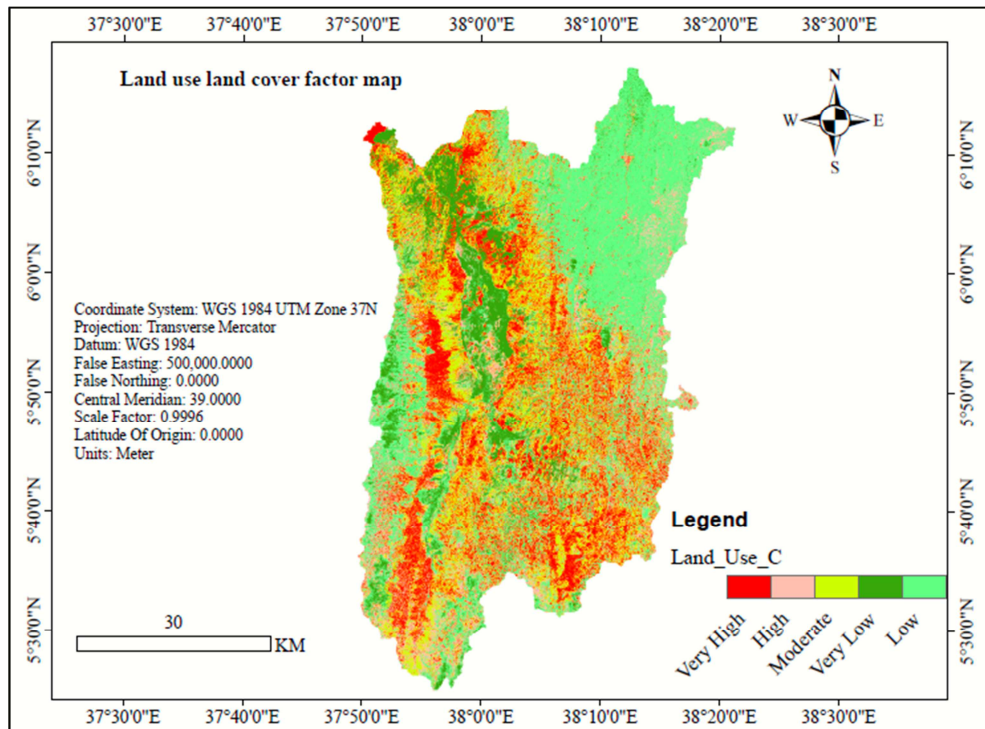 37°30'0"E 37°40'0"E 37°50'0"E 38°0'0"E 38°10'0"E 38°20'0"E 38°30'0"E
Land use land cover factor map
N
W E
S
6°10'0"N 6°10'0"N
6°0'0"N 6°0'0"N
Coordinate System: WGS 1984 UTM Zone 37N
Projection: Transverse Mercator
Datum: WGS 1984
False Easting: 500,000.0000
False Northing: 0.0000
Central Meridian: 39.0000
Scale Factor: 0.9996
Latitude Of Origin: 0.0000
Units: Meter
5°50'0"N 5°50'0"N
5°40'0"N 5°40'0"N
Legend
Land_Use_C
Very High High Moderate Very Low Low
30
KM
5°30'0"N 5°30'0"N
37°30'0"E 37°40'0"E 37°50'0"E 38°0'0"E 38°10'0"E 38°20'0"E 38°30'0"E